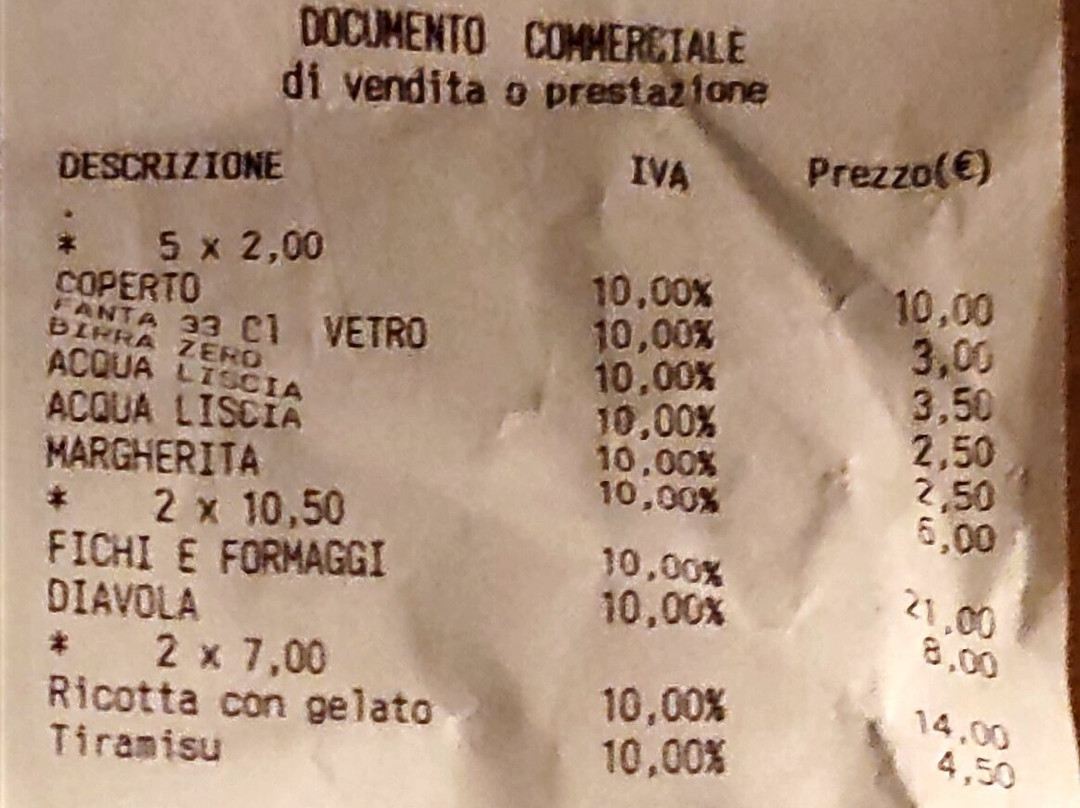 DOCUMENTO COMMERCIALE
di vendita o prestazione
DESCRIZIONE IVA Prezzo(€)
.
* 5 x 2,00
COPERTO 10,00% 10,00
FANTA 33 Cl VETRO 10,00% 3,00
BIRRA ZERO 10,00% 3,50
ACQUA LISCIA 10,00% 2,50
ACQUA LISCIA 10,00% 2,50
MARGHERITA 10,00% 6,00
* 2 x 10,50
FICHI E FORMAGGI 10,00% 21,00
DIAVOLA 10,00% 8,00
* 2 x 7,00
Ricotta con gelato 10,00% 14,00
Tiramisu 10,00% 4,50